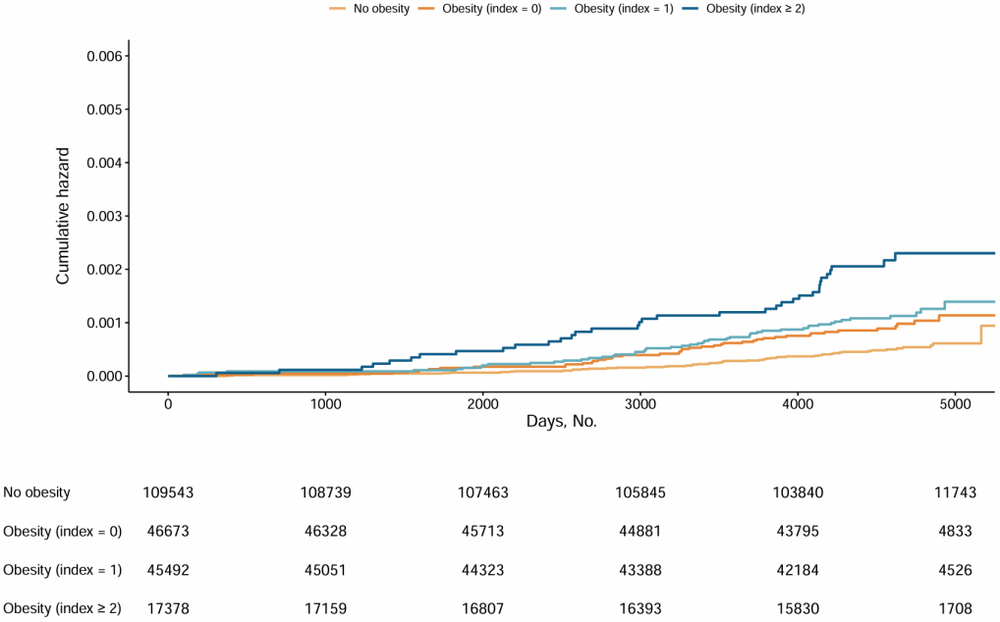 No obesity Obesity (index = 0) Obesity (index = 1) Obesity (index ≥ 2)
0.006
0.005
0.004
0.003
0.002
0.001
0.000
Cumulative hazard
0 1000 2000 3000 4000 5000
Days, No.
No obesity 109543 108739 107463 105845 103840 11743
Obesity (index = 0) 46673 46328 45713 44881 43795 4833
Obesity (index = 1) 45492 45051 44323 43388 42184 4526
Obesity (index ≥ 2) 17378 17159 16807 16393 15830 1708